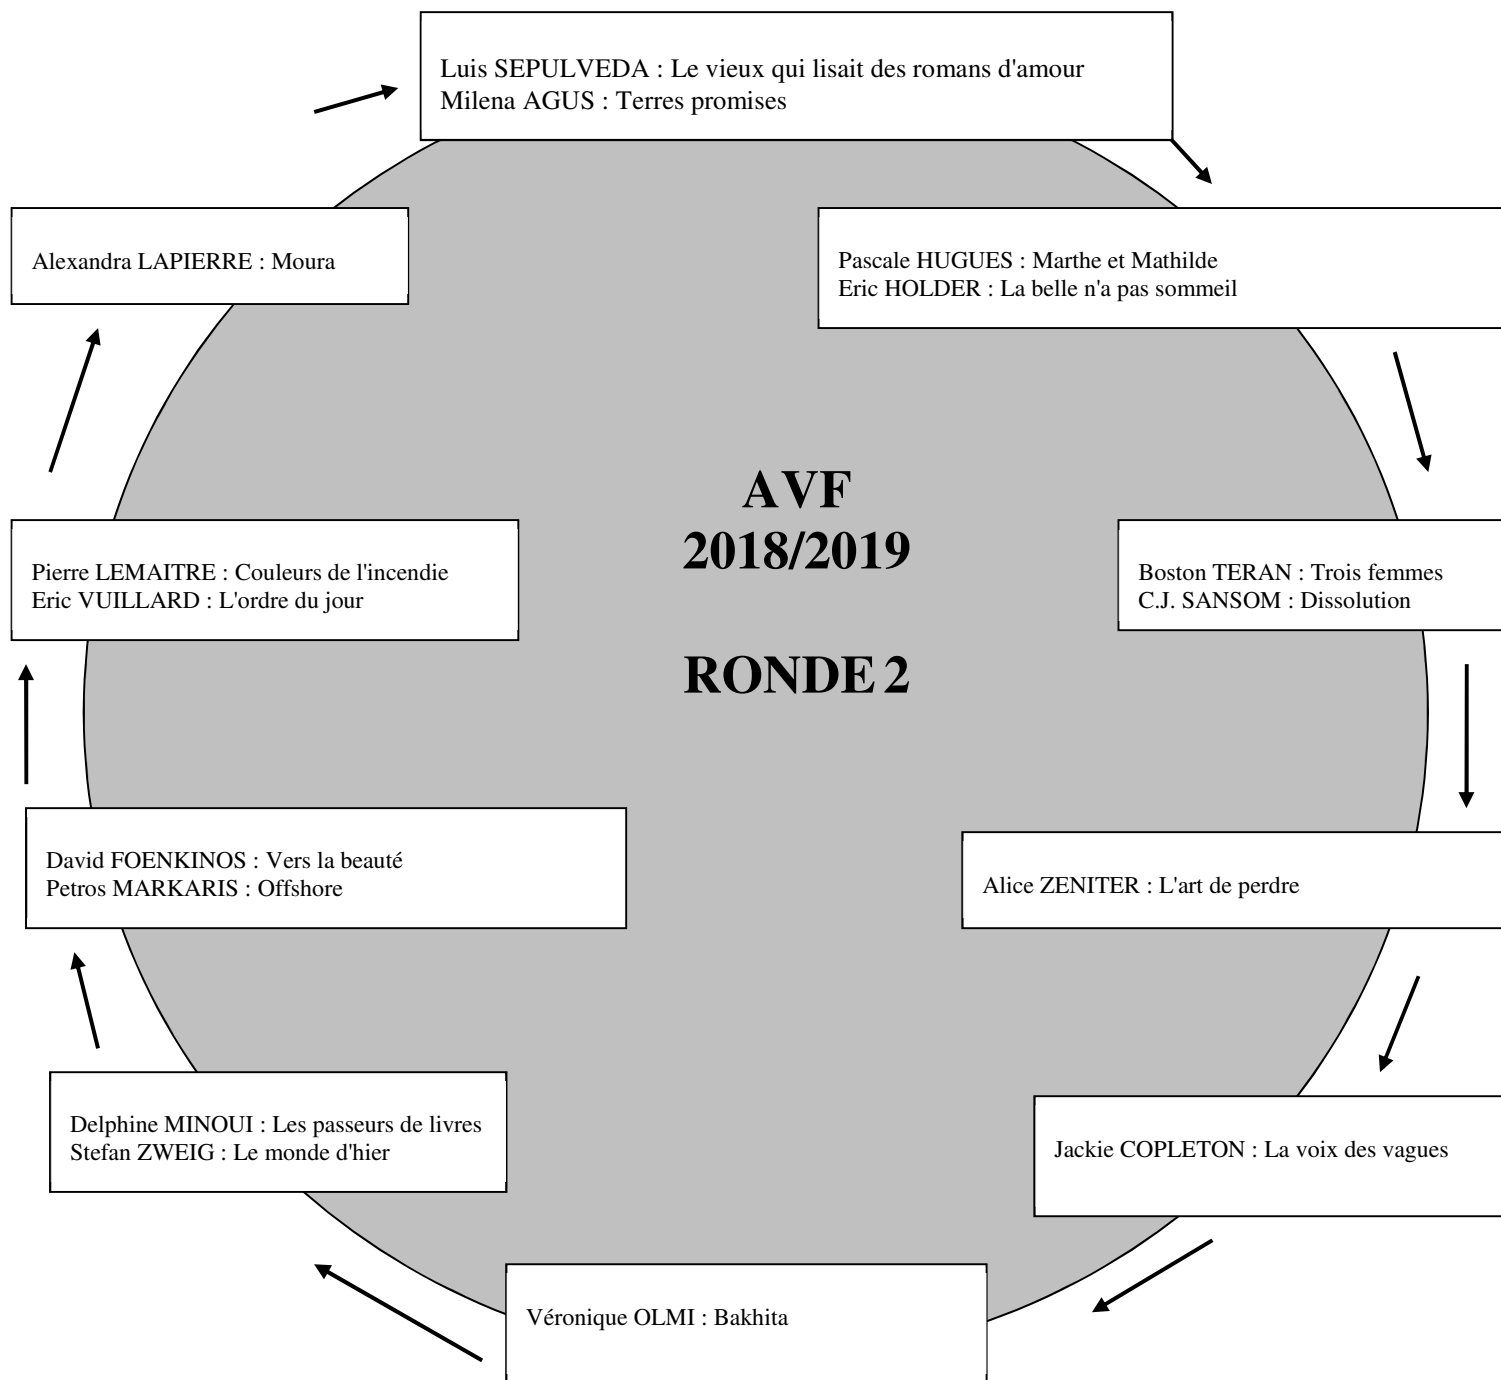 Luis SEPULVEDA : Le vieux qui lisait des romans d'amour
Milena AGUS : Terres promises
Alexandra LAPIERRE : Moura
Pascale HUGUES : Marthe et Mathilde
Eric HOLDER : La belle n'a pas sommeil
AVF
2018/2019
RONDE 2
Pierre LEMAITRE : Couleurs de l'incendie
Eric VUILLARD : L'ordre du jour
Boston TERAN : Trois femmes
C.J. SANSOM : Dissolution
David FOENKINOS : Vers la beauté
Petros MARKARIS : Offshore
Alice ZENITER : L'art de perdre
Delphine MINOUI : Les passeurs de livres
Stefan ZWEIG : Le monde d'hier
Jackie COPLETON : La voix des vagues
Véronique OLMI : Bakhita